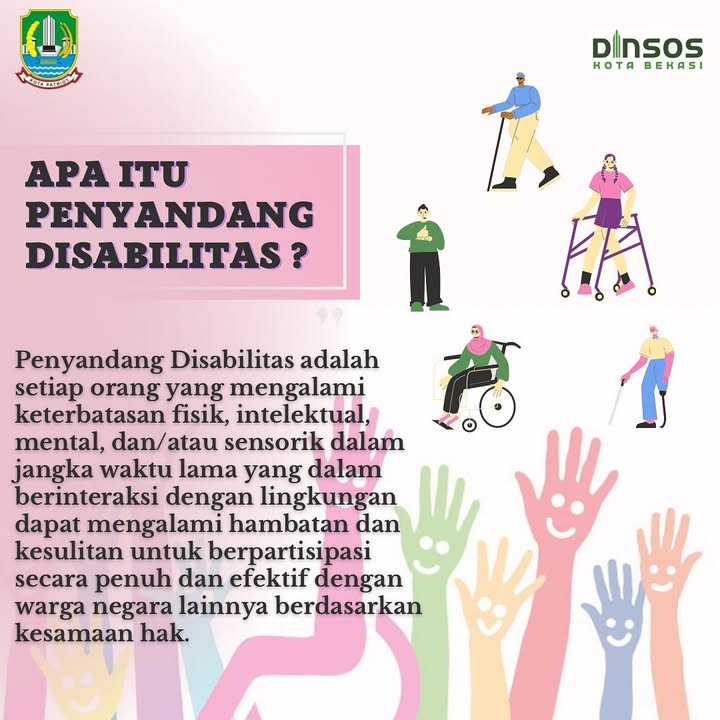 KOTA PATRIOT
DINSOS
KOTA BEKASI
APA ITU
PENYANDANG
DISABILITAS ?
Penyandang Disabilitas adalah
setiap orang yang mengalami
keterbatasan fisik, intelektual,
mental, dan/atau sensorik dalam
jangka waktu lama yang dalam
berinteraksi dengan lingkungan
dapat mengalami hambatan dan
kesulitan untuk berpartisipasi
secara penuh dan efektif dengan
warga negara lainnya berdasarkan
kesamaan hak.